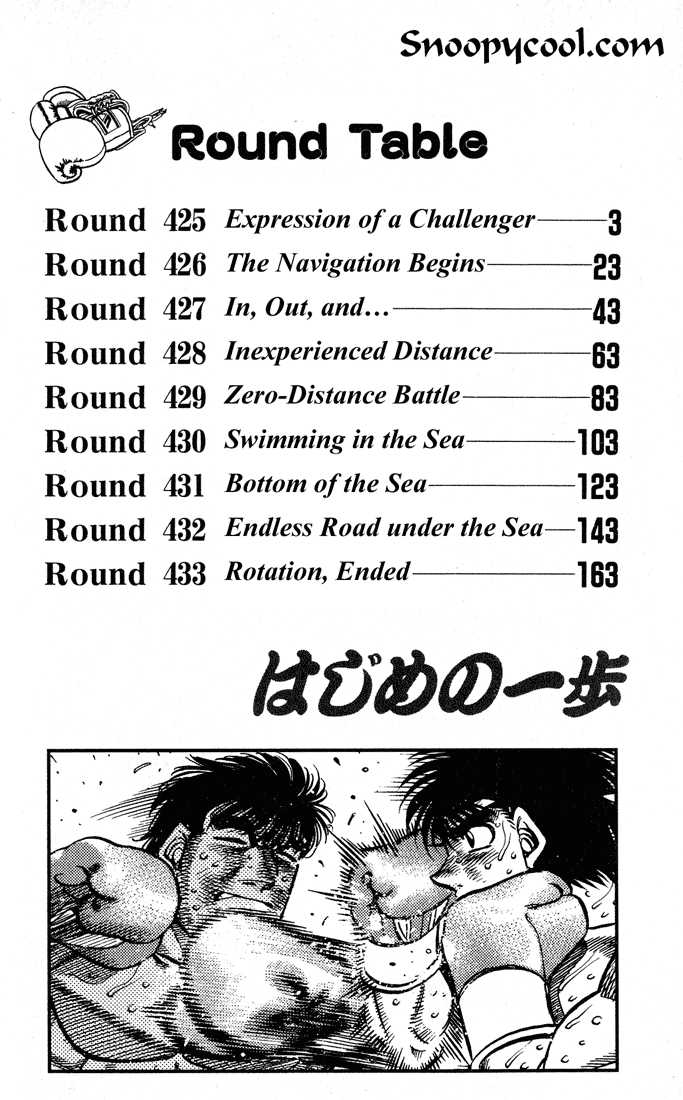 Snoopycool.com
Round Table
Round 425 Expression of a Challenger 3
Round 426 The Navigation Begins 23
Round 427 In, Out, and... 43
Round 428 Inexperienced Distance 63
Round 429 Zero-Distance Battle 83
Round 430 Swimming in the Sea 103
Round 431 Bottom of the Sea 123
Round 432 Endless Road under the Sea 143
Round 433 Rotation, Ended 163
はじめの一歩